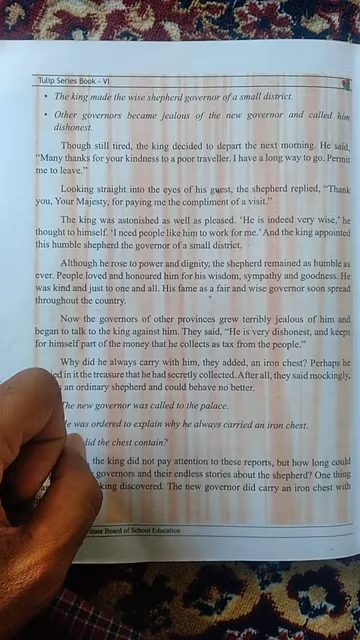 Tulip Series Book - VI
• The king made the wise shepherd governor of a small district.
• Other governors became jealous of the new governor and called him
dishonest.
Though still tired, the king decided to depart the next morning. He said,
"Many thanks for your kindness to a poor traveller. I have a long way to go. Permit
me to leave."
Looking straight into the eyes of his guest, the shepherd replied, "Thank
you, Your Majesty, for paying me the compliment of a visit."
The king was astonished as well as pleased. 'He is indeed very wise,' he
thought to himself. 'I need people like him to work for me.' And the king appointed
this humble shepherd the governor of a small district.
Although he rose to power and dignity, the shepherd remained as humble as
ever. People loved and honoured him for his wisdom, sympathy and goodness. He
was kind and just to one and all. His fame as a fair and wise governor soon spread
throughout the country.
Now the governors of other provinces grew terribly jealous of him and
began to talk to the king against him. They said, "He is very dishonest, and keeps
for himself part of the money that he collects as tax from the people."
Why did he always carry with him, they added, an iron chest? Perhaps he
in it the treasure that he had secretly collected. After all, they said mockingly,
an ordinary shepherd and could behave no better.
The new governor was called to the palace.
was ordered to explain why he always carried an iron chest.
did the chest contain?
the king did not pay attention to these reports, but how long could
governors and their endless stories about the shepherd? One thing
king discovered. The new governor did carry an iron chest with
State Board of School Education